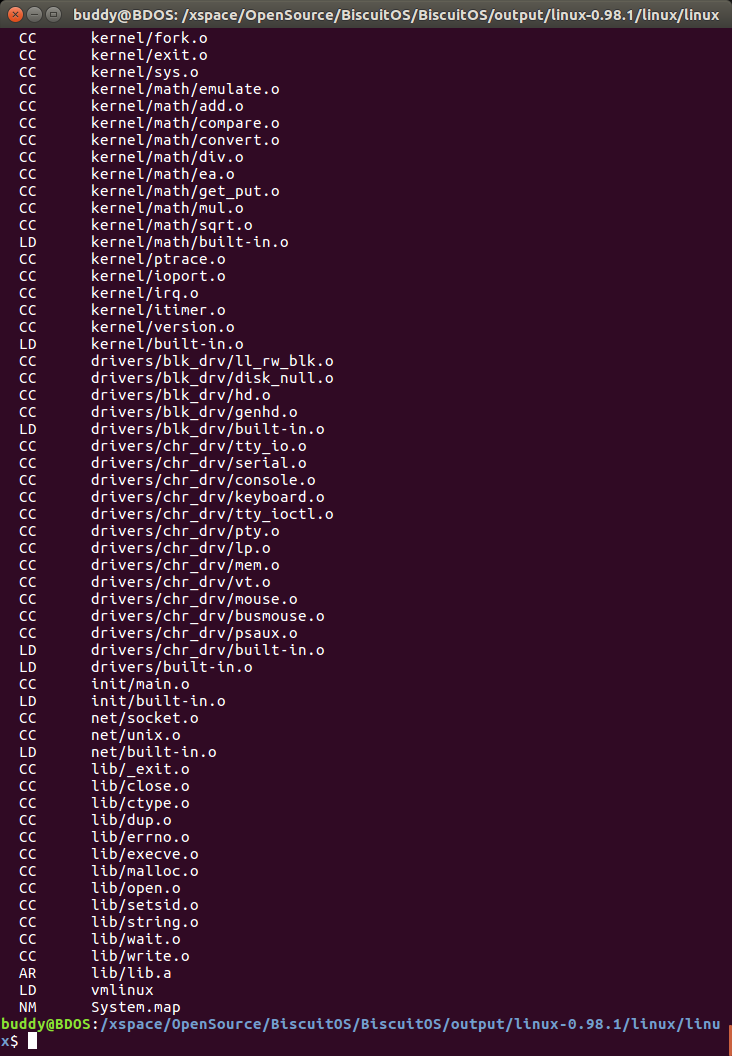 buddy@BDOS: /xspace/OpenSource/BiscuitOS/BiscuitOS/output/linux-0.98.1/linux/linux
CC kernel/fork.o
CC kernel/exit.o
CC kernel/sys.o
CC kernel/math/emulate.o
CC kernel/math/add.o
CC kernel/math/compare.o
CC kernel/math/convert.o
CC kernel/math/div.o
CC kernel/math/ea.o
CC kernel/math/get_put.o
CC kernel/math/mul.o
CC kernel/math/sqrt.o
LD kernel/math/built-in.o
CC kernel/ptrace.o
CC kernel/ioport.o
CC kernel/irq.o
CC kernel/itimer.o
CC kernel/version.o
LD kernel/built-in.o
CC drivers/blk_drv/ll_rw_blk.o
CC drivers/blk_drv/disk_null.o
CC drivers/blk_drv/hd.o
CC drivers/blk_drv/genhd.o
LD drivers/blk_drv/built-in.o
CC drivers/chr_drv/tty_io.o
CC drivers/chr_drv/serial.o
CC drivers/chr_drv/console.o
CC drivers/chr_drv/keyboard.o
CC drivers/chr_drv/tty_ioctl.o
CC drivers/chr_drv/pty.o
CC drivers/chr_drv/lp.o
CC drivers/chr_drv/mem.o
CC drivers/chr_drv/vt.o
CC drivers/chr_drv/mouse.o
CC drivers/chr_drv/busmouse.o
CC drivers/chr_drv/psaux.o
LD drivers/chr_drv/built-in.o
LD drivers/built-in.o
CC init/main.o
LD init/built-in.o
CC net/socket.o
CC net/unix.o
LD net/built-in.o
CC lib/_exit.o
CC lib/close.o
CC lib/ctype.o
CC lib/dup.o
CC lib/errno.o
CC lib/execve.o
CC lib/malloc.o
CC lib/open.o
CC lib/setsid.o
CC lib/string.o
CC lib/wait.o
CC lib/write.o
AR lib/lib.a
LD vmlinux
NM System.map
buddy@BDOS:/xspace/OpenSource/BiscuitOS/BiscuitOS/output/linux-0.98.1/linux/linu
x$